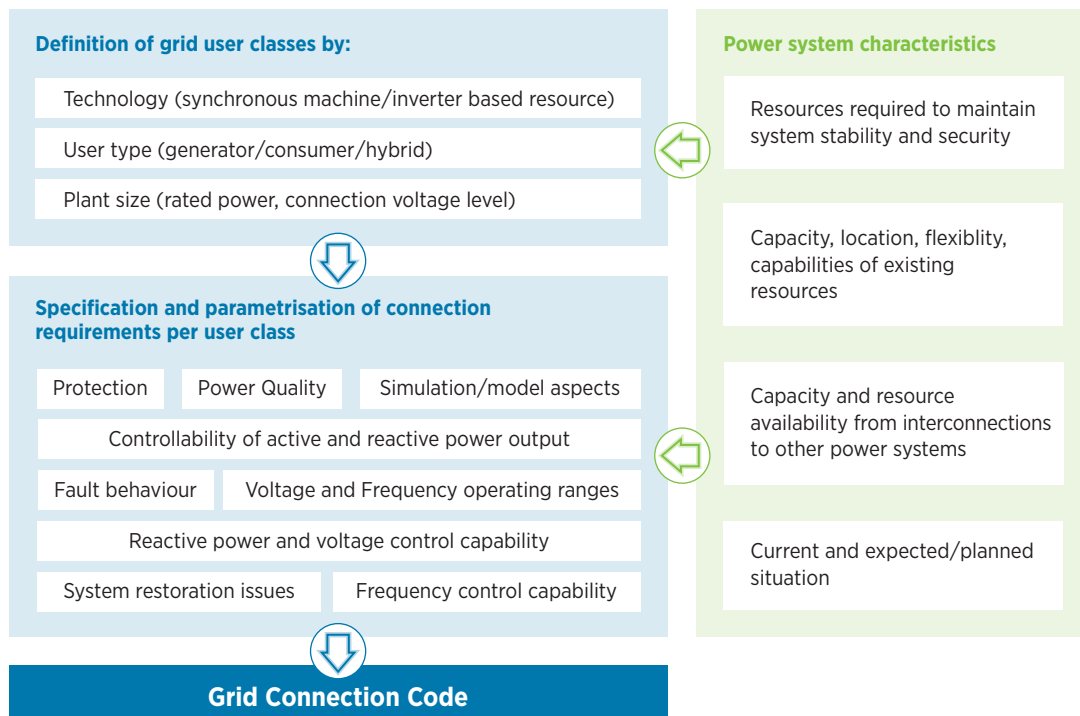 Definition of grid user classes by:
Technology (synchronous machine/inverter based resource)
User type (generator/consumer/hybrid)
Plant size (rated power, connection voltage level)
Specification and parametrisation of connection
requirements per user class
Protection
Power Quality
Simulation/model aspects
Controllability of active and reactive power output
Fault behaviour
Voltage and Frequency operating ranges
Reactive power and voltage control capability
System restoration issues
Frequency control capability
Grid Connection Code
Power system characteristics
Resources required to maintain
system stability and security
Capacity, location, flexiblity,
capabilities of existing
resources
Capacity and resource
availability from interconnections
to other power systems
Current and expected/planned
situation